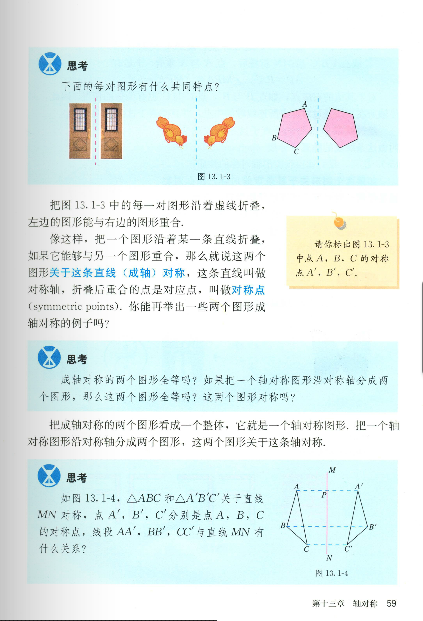 思考
下面的每对图形有什么共同特点?
A
B
C
图 13.1-3
把图 13.1-3 中的每一对图形沿着虚线折叠,
左边的图形能与右边的图形重合.
像这样,把一个图形沿着某一条直线折叠,
如果它能够与另一个图形重合,那么就说这两个
图形关于这条直线(成轴)对称,这条直线叫做
对称轴,折叠后重合的点是对应点,叫做对称点
(symmetric points). 你能再举出一些两个图形成
轴对称的例子吗?
请你标出图 13.1-3
中点 A,B,C 的对称
点 A′,B′,C′.
思考
成轴对称的两个图形全等吗?如果把一个轴对称图形沿对称轴分成两
个图形,那么这两个图形全等吗?这两个图形对称吗?
把成轴对称的两个图形看成一个整体,它就是一个轴对称图形. 把一个轴
对称图形沿对称轴分成两个图形,这两个图形关于这条轴对称.
思考
如图 13.1-4,△ABC 和△A′B′C′关于直线
MN 对称,点 A′,B′,C′分别是点 A,B,C
的对称点,线段 AA′,BB′,CC′与直线 MN 有
什么关系?
M
A
P
A′
B
B′
C
C′
N
图 13.1-4
第十三章 轴对称 59